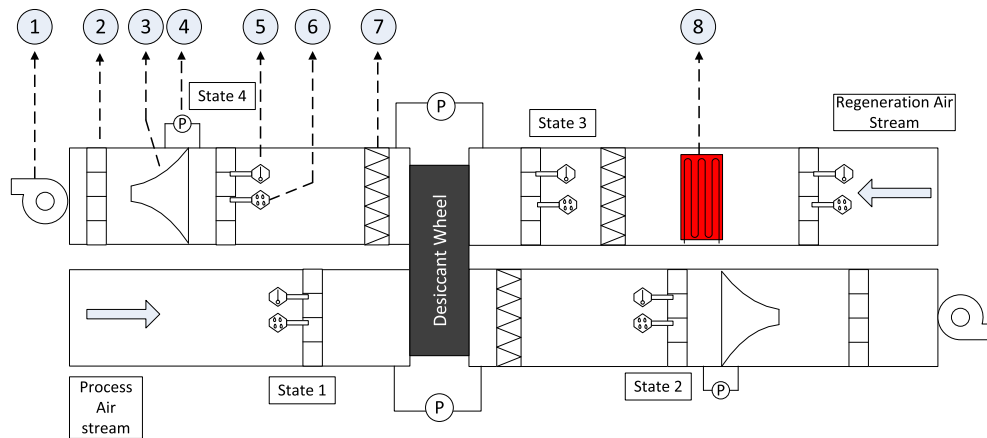 1
2
3
4
5
6
7
8
State 4
P
P
State 3
Regeneration Air
Stream
Desiccant Wheel
Process
Air
stream
State 1
P
State 2
P